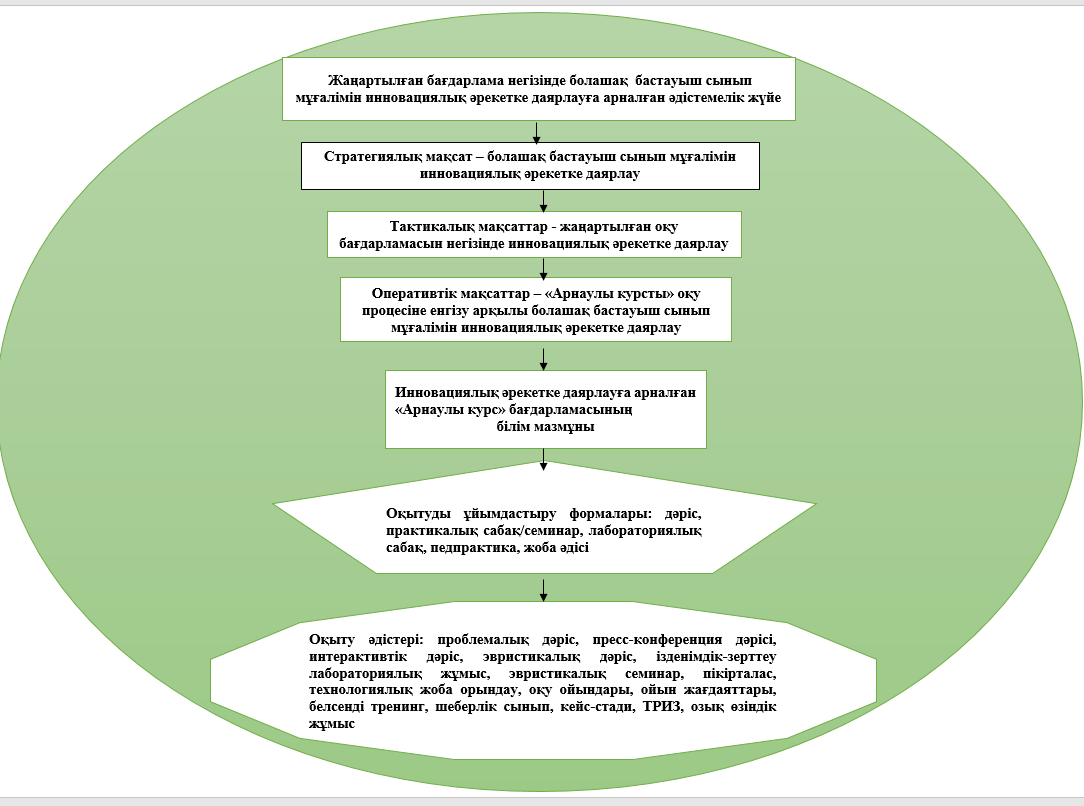 Жаңартылған бағдарлама негізінде болашақ бастауыш сынып
мұғалімін инновациялық әрекетке даярлауға арналған әдістемелік жүйе
Стратегиялық мақсат – болашақ бастауыш сынып мұғалімін
инновациялық әрекетке даярлау
Тактикалық мақсаттар - жаңартылған оқу
бағдарламасын негізінде инновациялық әрекетке даярлау
Оперативтік мақсаттар – «Арнаулы курсты» оқу
процесіне енгізу арқылы болашақ бастауыш сынып
мұғалімін инновациялық әрекетке даярлау
Инновациялық әрекетке даярлауға арналған
«Арнаулы курс» бағдарламасының
білім мазмұны
Оқытуды ұйымдастыру формалары: дәріс,
практикалық сабақ/семинар, лабораториялық
сабақ, педпрактика, жоба әдісі
Оқыту әдістері: проблемалық дәріс, пресс-конференция дәрісі,
интерактивтік дәріс, эвристикалық дәріс, ізденімдік-зерттеу
лабораториялық жұмыс, эвристикалық семинар, пікірталас,
технологиялық жоба орындау, оқу ойындары, ойын жағдаяттары,
белсенді тренинг, шеберлік сынып, кейс-стади, ТРИЗ, озық өзіндік
жұмыс